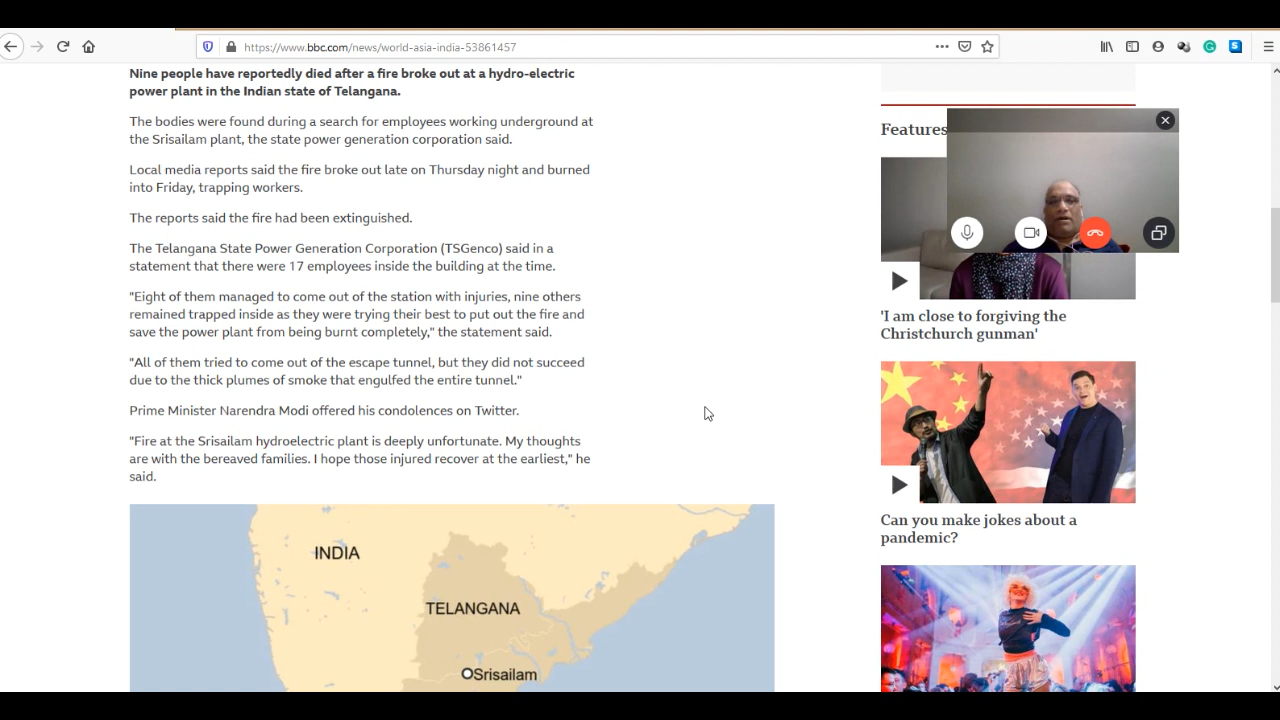 https://www.bbc.com/news/world-asia-india-53861457
Nine people have reportedly died after a fire broke out at a hydro-electric
power plant in the Indian state of Telangana.
The bodies were found during a search for employees working underground at
the Srisailam plant, the state power generation corporation said.
Local media reports said the fire broke out late on Thursday night and burned
into Friday, trapping workers.
The reports said the fire had been extinguished.
The Telangana State Power Generation Corporation (TSGenco) said in a
statement that there were 17 employees inside the building at the time.
"Eight of them managed to come out of the station with injuries, nine others
remained trapped inside as they were trying their best to put out the fire and
save the power plant from being burnt completely," the statement said.
"All of them tried to come out of the escape tunnel, but they did not succeed
due to the thick plumes of smoke that engulfed the entire tunnel."
Prime Minister Narendra Modi offered his condolences on Twitter.
"Fire at the Srisailam hydroelectric plant is deeply unfortunate. My thoughts
are with the bereaved families. I hope those injured recover at the earliest," he
said.
INDIA
TELANGANA
Srisailam
Features
'I am close to forgiving the
Christchurch gunman'
Can you make jokes about a
pandemic?